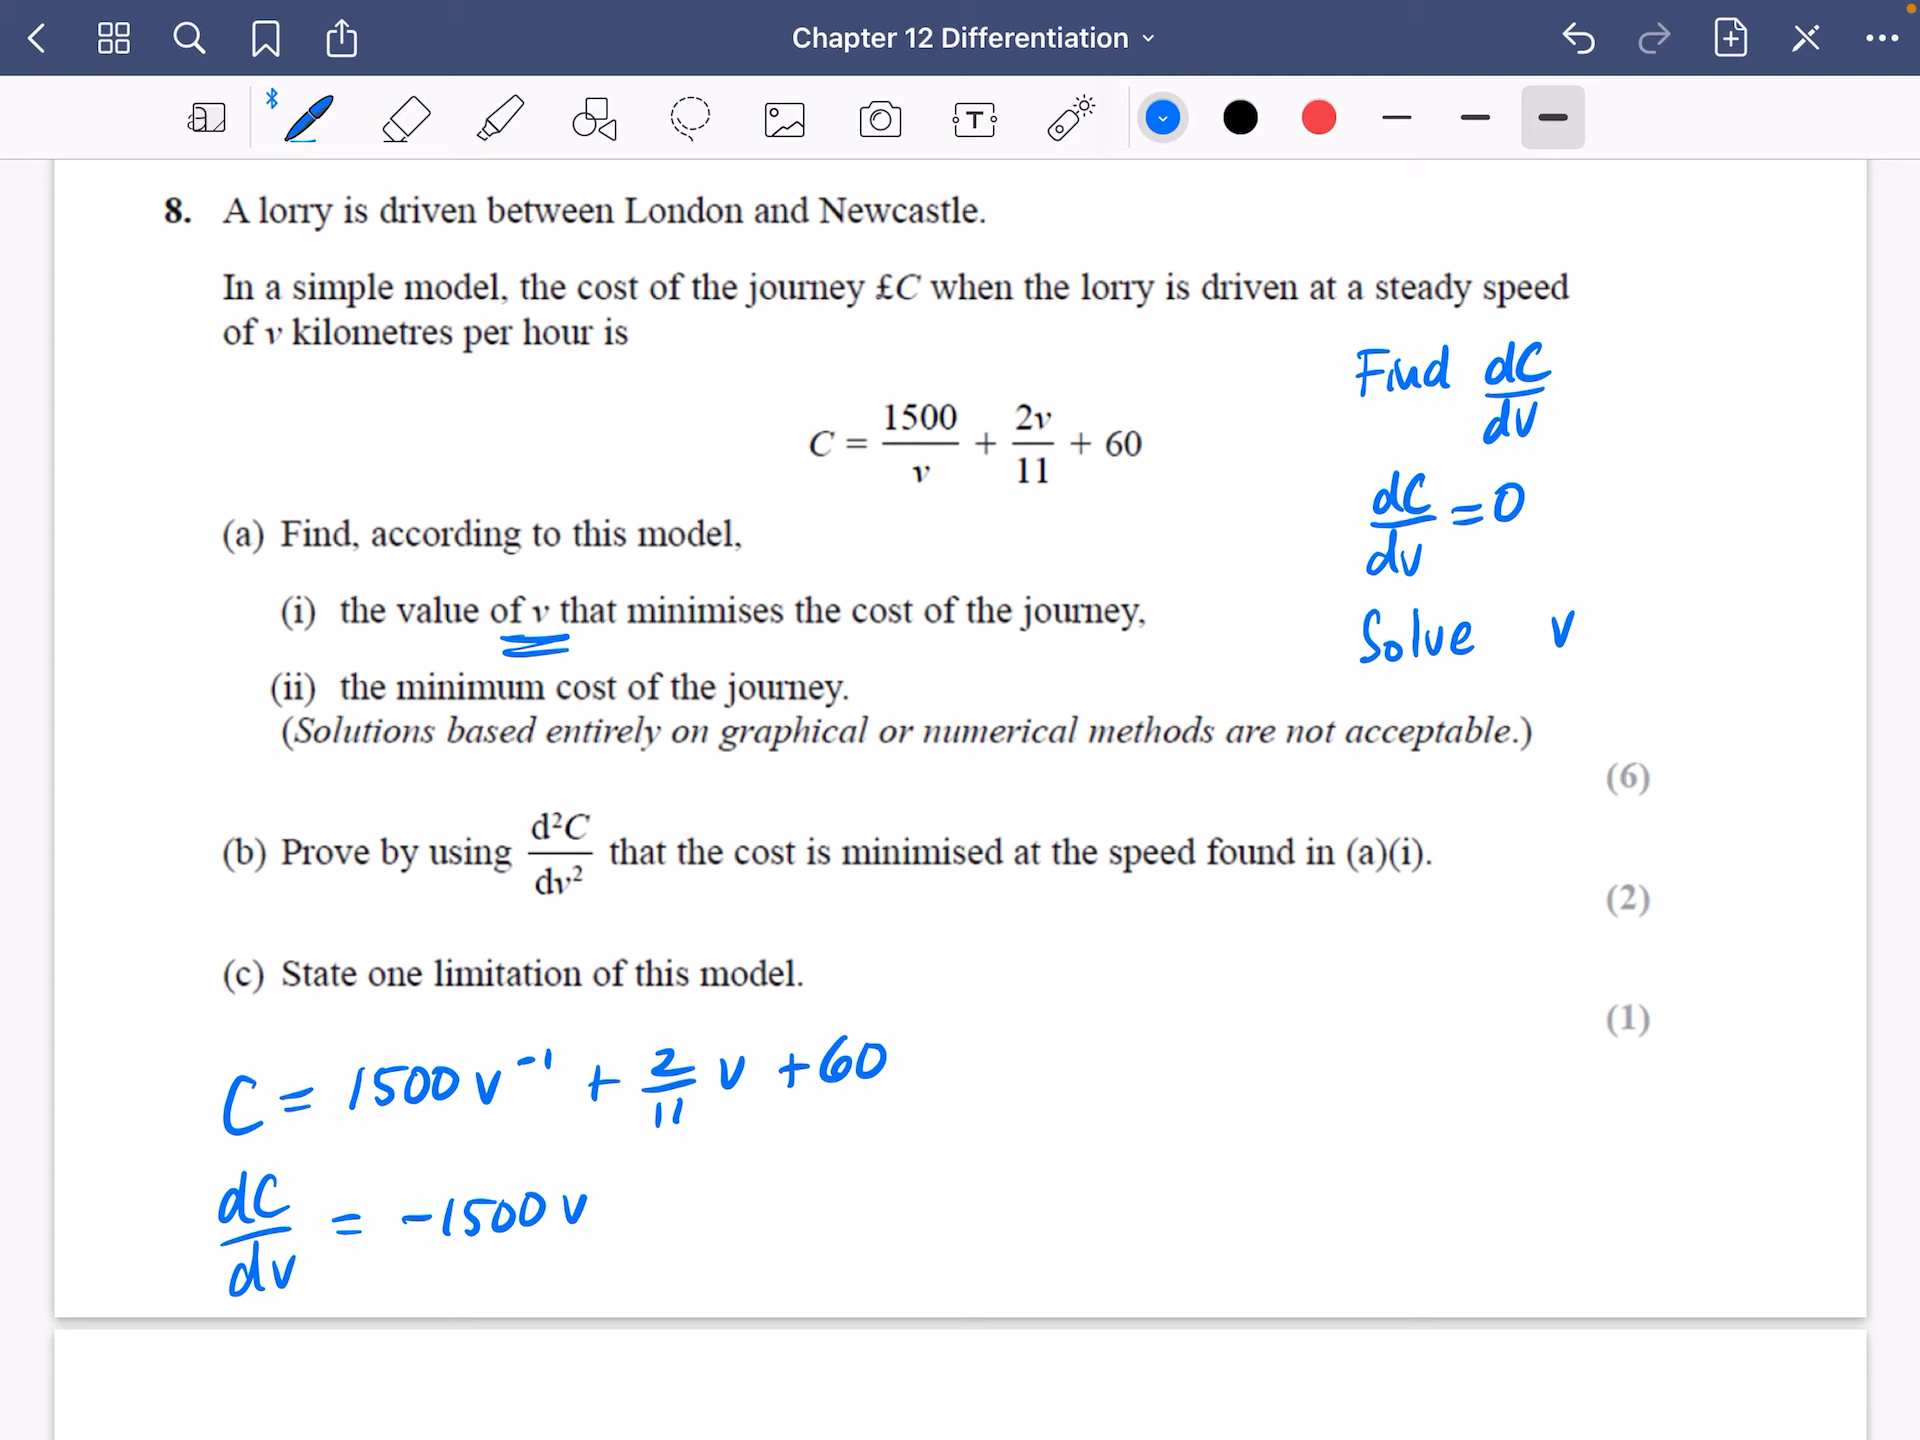 Chapter 12 Differentiation
8. A lorry is driven between London and Newcastle.
In a simple model, the cost of the journey £C when the lorry is driven at a steady speed
of v kilometres per hour is
C = 1500/v + 2v/11 + 60
Find dC/dv
dC/dv = 0
Solve v
(a) Find, according to this model,
(i) the value of v that minimises the cost of the journey,
(ii) the minimum cost of the journey.
(Solutions based entirely on graphical or numerical methods are not acceptable.)
(6)
(b) Prove by using d²C/dv² that the cost is minimised at the speed found in (a)(i).
(2)
(c) State one limitation of this model.
(1)
C = 1500 v⁻¹ + 2/11 v + 60
dC/dv = -1500 v